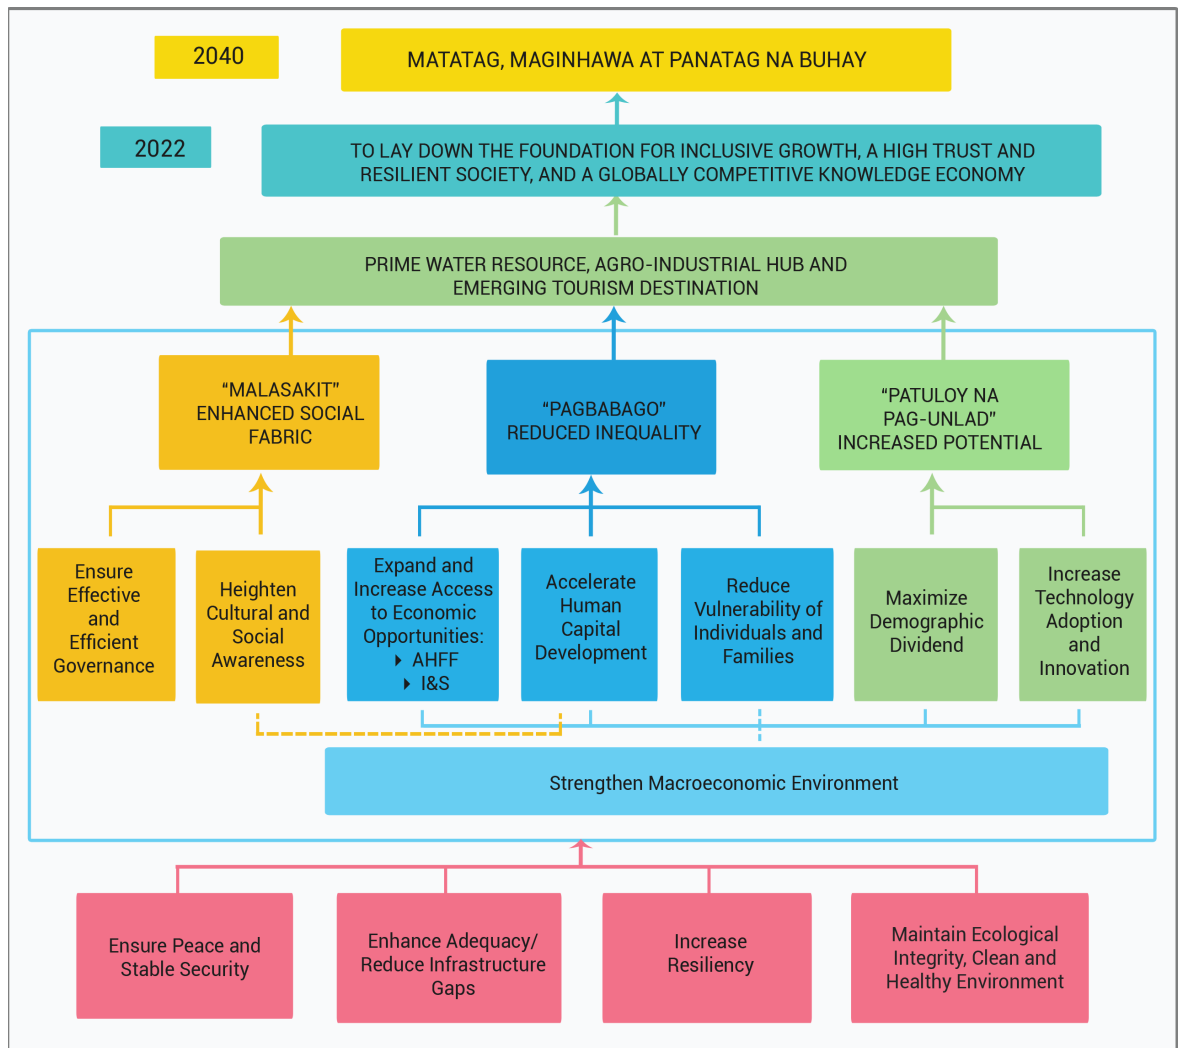 2040
MATATAG, MAGINHAWA AT PANATAG NA BUHAY
2022
TO LAY DOWN THE FOUNDATION FOR INCLUSIVE GROWTH, A HIGH TRUST AND
RESILIENT SOCIETY, AND A GLOBALLY COMPETITIVE KNOWLEDGE ECONOMY
PRIME WATER RESOURCE, AGRO-INDUSTRIAL HUB AND
EMERGING TOURISM DESTINATION
“MALASAKIT”
ENHANCED SOCIAL
FABRIC
“PAGBABAGO”
REDUCED INEQUALITY
“PATULOY NA
PAG-UNLAD”
INCREASED POTENTIAL
Ensure
Effective
and
Efficient
Governance
Heighten
Cultural and
Social
Awareness
Expand and
Increase Access
to Economic
Opportunities:
AHFF
I&S
Accelerate
Human
Capital
Development
Reduce
Vulnerability of
Individuals and
Families
Maximize
Demographic
Dividend
Increase
Technology
Adoption
and
Innovation
Strengthen Macroeconomic Environment
Ensure Peace and
Stable Security
Enhance Adequacy/
Reduce Infrastructure
Gaps
Increase
Resiliency
Maintain Ecological
Integrity, Clean and
Healthy Environment